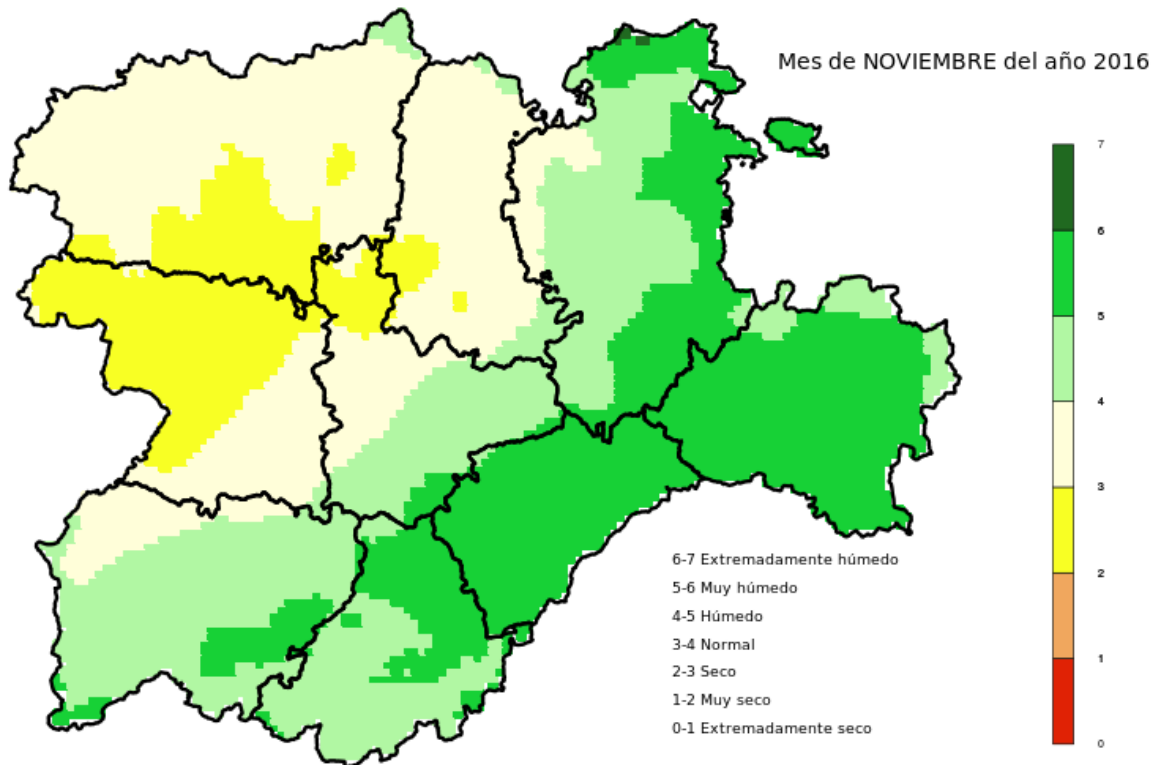 Mes de NOVIEMBRE del año 2016
7
6
5
4
3
2
1
0
6-7 Extremadamente húmedo
5-6 Muy húmedo
4-5 Húmedo
3-4 Normal
2-3 Seco
1-2 Muy seco
0-1 Extremadamente seco